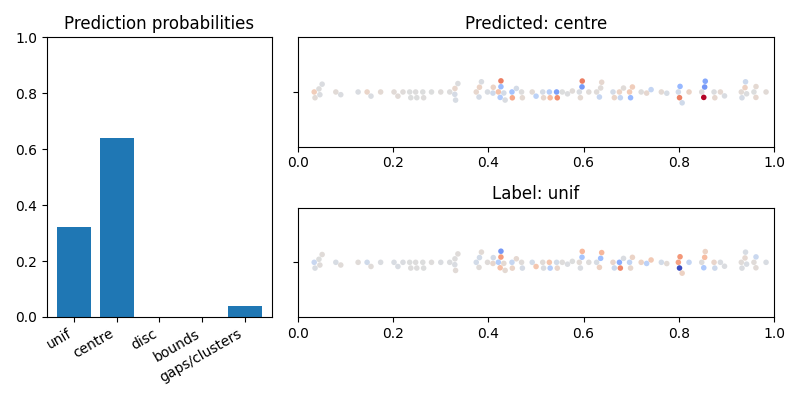 Prediction probabilities
1.0
0.8
0.6
0.4
0.2
0.0
unif
centre
disc
bounds
gaps/clusters
Predicted: centre
0.0 0.2 0.4 0.6 0.8 1.0
Label: unif
0.0 0.2 0.4 0.6 0.8 1.0